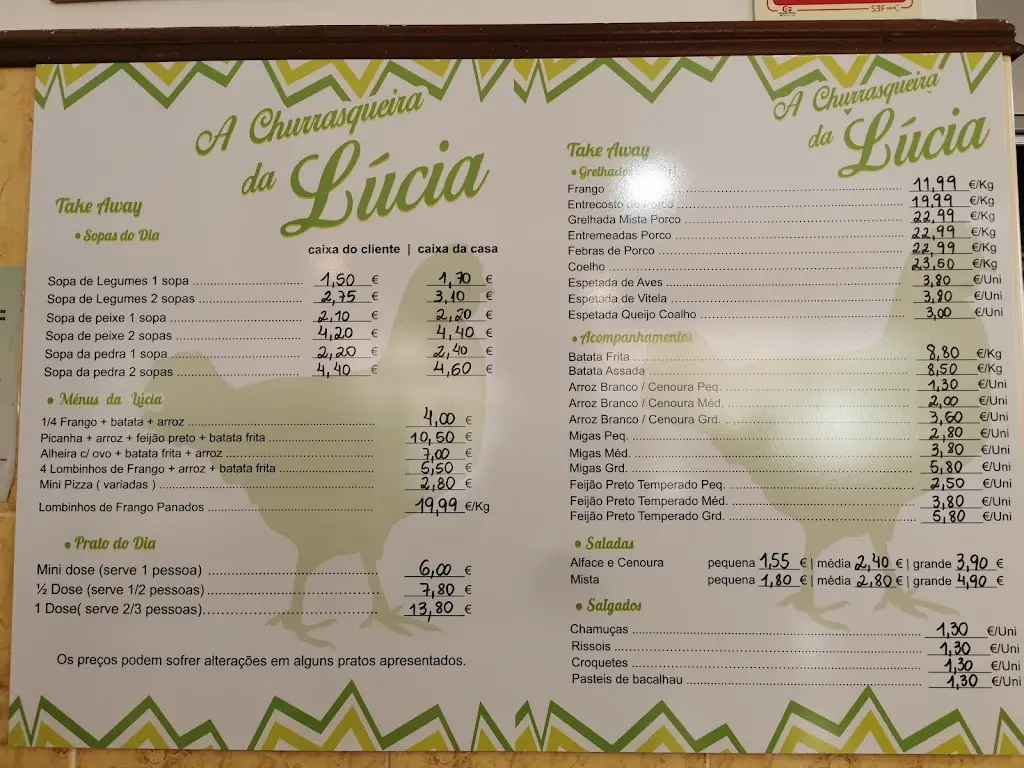 A Churrasqueira
da Lúcia
Take Away
• Sopas do Dia
caixa do cliente | caixa da casa
Sopa de Legumes 1 sopa 1,50 € 1,70 €
Sopa de Legumes 2 sopas 2,75 € 3,10 €
Sopa de peixe 1 sopa 2,10 € 2,20 €
Sopa de peixe 2 sopas 4,20 € 4,40 €
Sopa da pedra 1 sopa 2,20 € 2,40 €
Sopa da pedra 2 sopas 4,40 € 4,60 €
• Ménus da Lúcia
1/4 Frango + batata + arroz 4,00 €
Picanha + arroz + feijão preto + batata frita 10,50 €
Alheira c/ ovo + batata frita + arroz 7,00 €
4 Lombinhos de Frango + arroz + batata frita 5,50 €
Mini Pizza ( variadas ) 2,80 €
Lombinhos de Frango Panados 19,99 €/Kg
• Prato do Dia
Mini dose (serve 1 pessoa) 6,00 €
½ Dose (serve 1/2 pessoas) 7,80 €
1 Dose( serve 2/3 pessoas) 13,80 €
Os preços podem sofrer alterações em alguns pratos apresentados.
A Churrasqueira
da Lúcia
Take Away
• Grelhados
Frango 11,99 €/Kg
Entrecosto de Porco 19,99 €/Kg
Grelhada Mista Porco 22,99 €/Kg
Entremeadas Porco 22,99 €/Kg
Febras de Porco 22,99 €/Kg
Coelho 23,50 €/Kg
Espetada de Aves 3,80 €/Uni
Espetada de Vitela 3,80 €/Uni
Espetada Queijo Coalho 3,00 €/Uni
• Acompanhamentos
Batata Frita 8,80 €/Kg
Batata Assada 8,50 €/Kg
Arroz Branco / Cenoura Peq. 1,30 €/Uni
Arroz Branco / Cenoura Méd. 2,00 €/Uni
Arroz Branco / Cenoura Grd. 3,60 €/Uni
Migas Peq. 2,80 €/Uni
Migas Méd. 3,80 €/Uni
Migas Grd. 5,80 €/Uni
Feijão Preto Temperado Peq. 2,50 €/Uni
Feijão Preto Temperado Méd. 3,80 €/Uni
Feijão Preto Temperado Grd. 5,80 €/Uni
• Saladas
Alface e Cenoura pequena 1,55 € | média 2,40 € | grande 3,90 €
Mista pequena 1,80 € | média 2,80 € | grande 4,90 €
• Salgados
Chamuças 1,30 €/Uni
Rissois 1,30 €/Uni
Croquetes 1,30 €/Uni
Pasteis de bacalhau 1,30 €/Uni